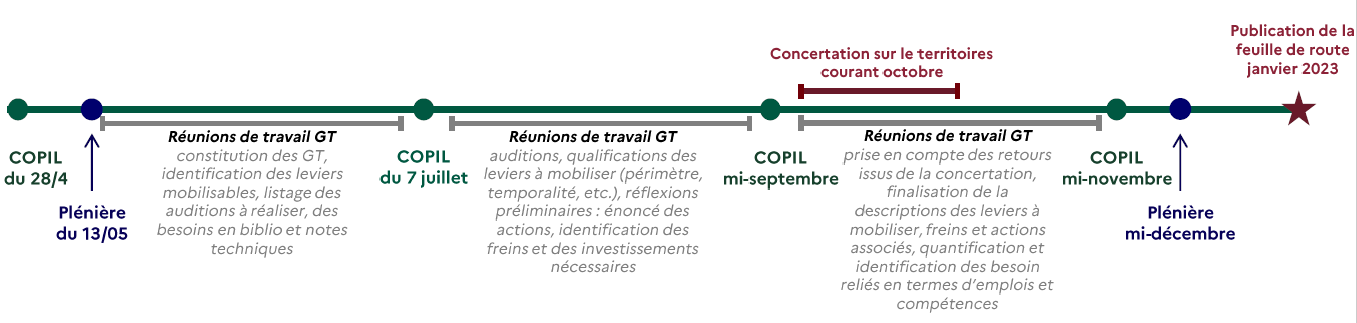 Publication de la
feuille de route
janvier 2023
Concertation sur le territoires
courant octobre
COPIL
du 28/4
Plénière
du 13/05
Réunions de travail GT
constitution des GT,
identification des leviers
mobilisables, listage des
auditions à réaliser, des
besoins en biblio et notes
techniques
COPIL
du 7 juillet
Réunions de travail GT
auditions, qualifications des
leviers à mobiliser (périmètre,
temporalité, etc.), réflexions
préliminaires : énoncé des
actions, identification des
freins et des investissements
nécessaires
COPIL
mi-septembre
Réunions de travail GT
prise en compte des retours
issus de la concertation,
finalisation de la
descriptions des leviers à
mobiliser, freins et actions
associés, quantification et
identification des besoin
reliés en termes d'emplois et
compétences
COPIL
mi-novembre
Plénière
mi-décembre